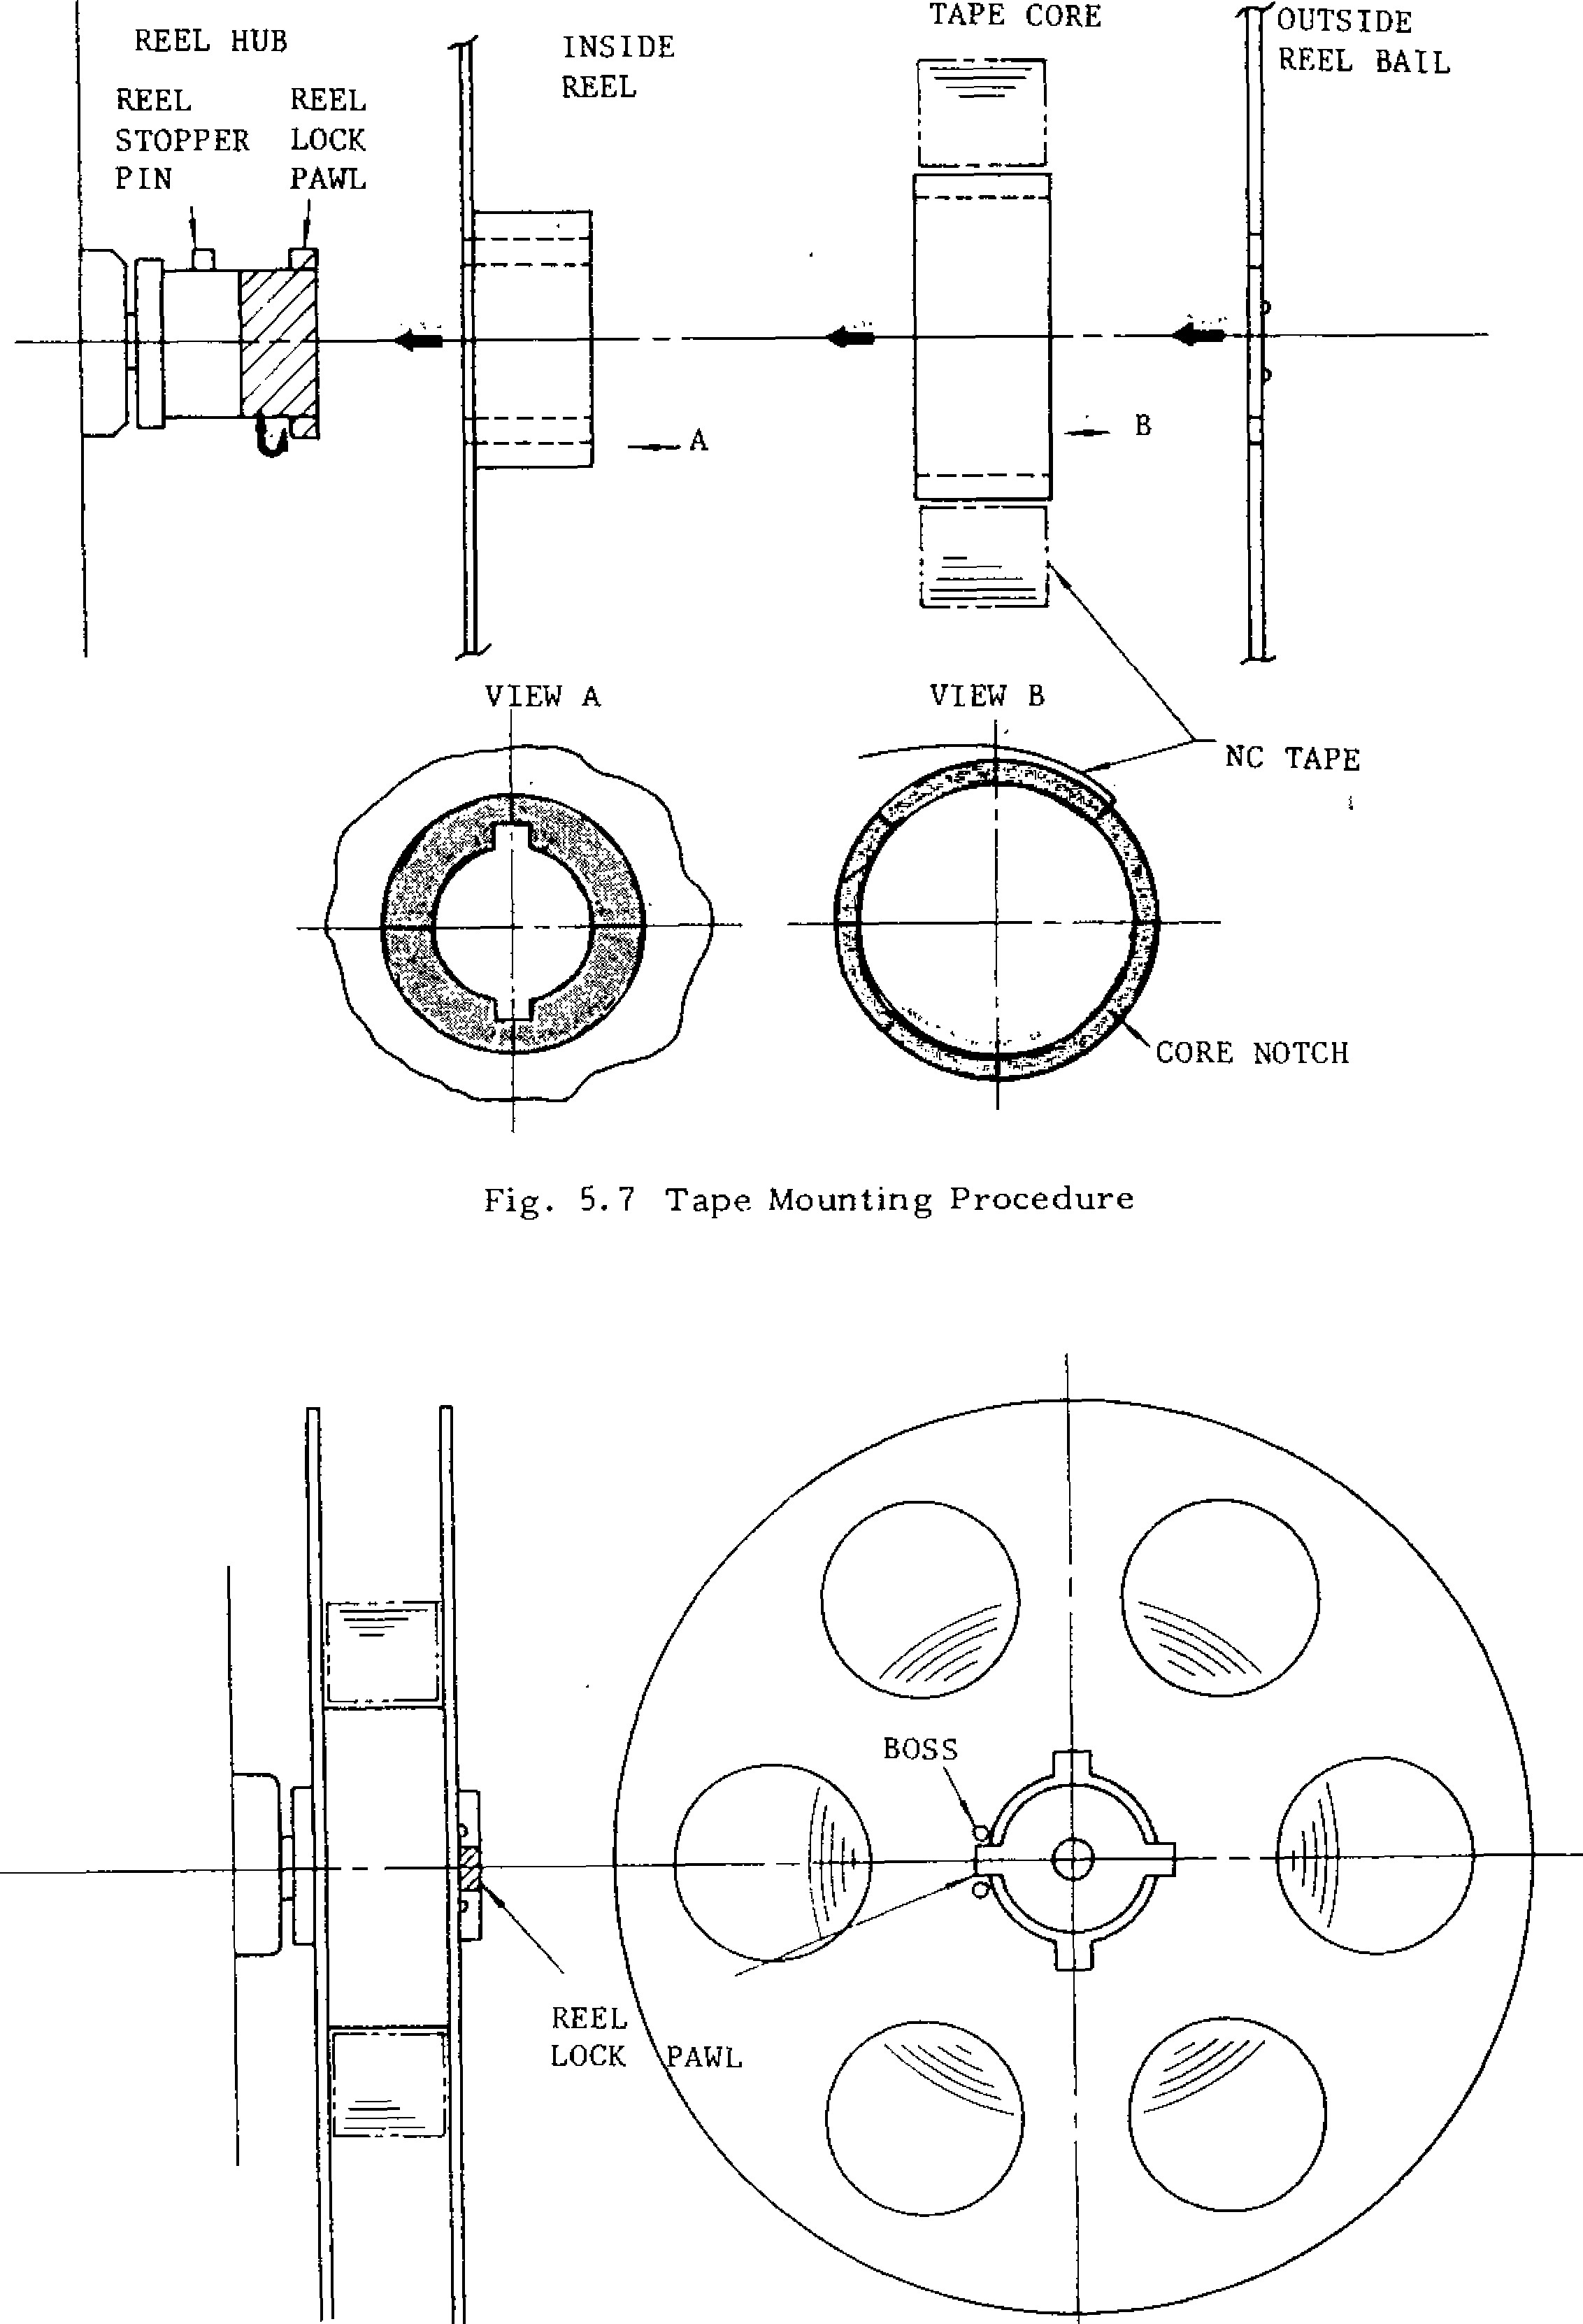 REEL HUB
REEL
STOPPER
PIN
REEL
LOCK
PAWL
INSIDE
REEL
TAPE CORE
OUTSIDE
REEL BAIL
A
B
VIEW A
VIEW B
NC TAPE
CORE NOTCH
Fig. 5.7 Tape Mounting Procedure
BOSS
REEL
LOCK PAWL